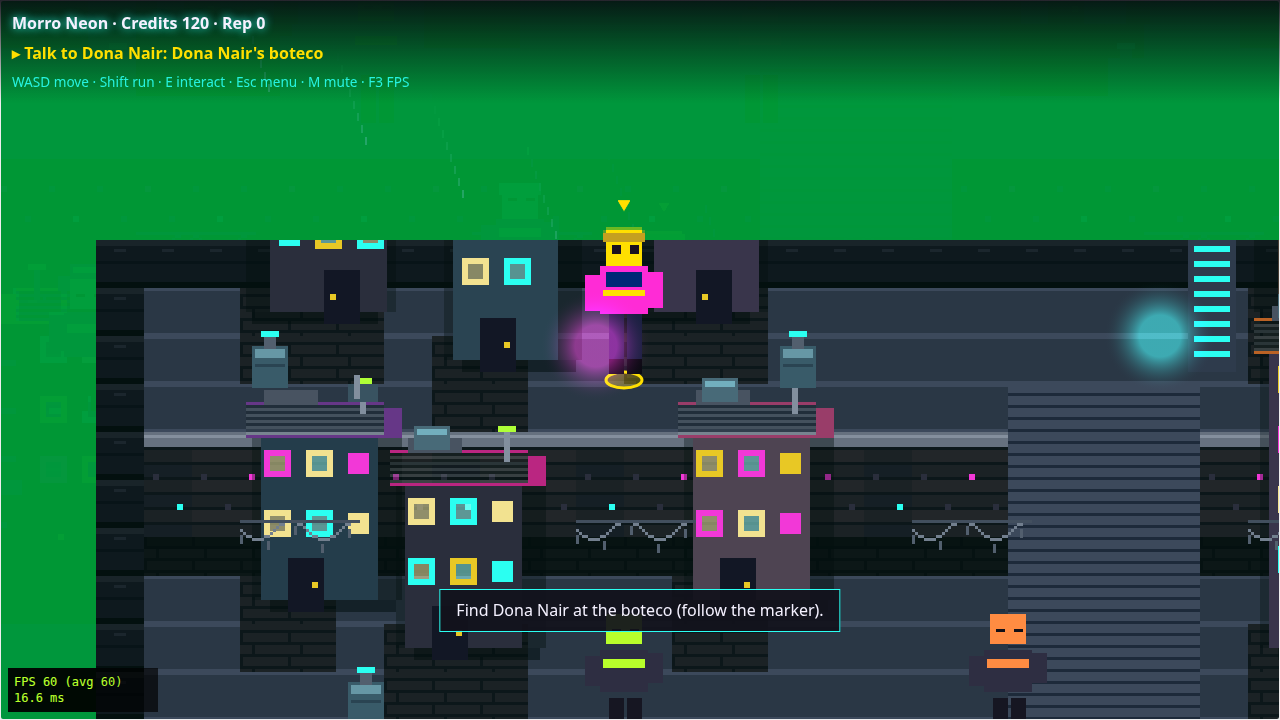 Morro Neon · Credits 120 · Rep 0
▸ Talk to Dona Nair: Dona Nair's boteco
WASD move · Shift run · E interact · Esc menu · M mute · F3 FPS
Find Dona Nair at the boteco (follow the marker).
FPS 60 (avg 60)
16.6 ms